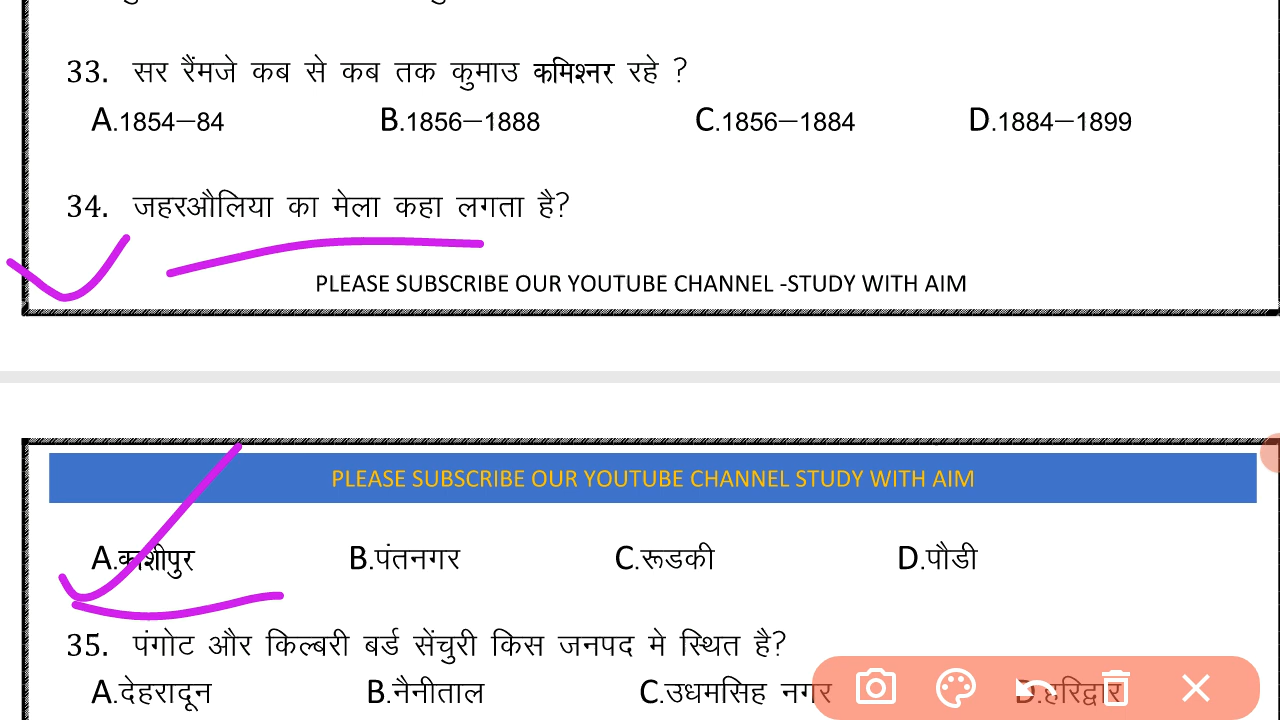 33. सर रैंमजे कब से कब तक कुमाउ कमिश्नर रहे ?
A.1854–84 B.1856–1888 C.1856–1884 D.1884–1899
34. जहरऔलिया का मेला कहा लगता है?
PLEASE SUBSCRIBE OUR YOUTUBE CHANNEL -STUDY WITH AIM
PLEASE SUBSCRIBE OUR YOUTUBE CHANNEL STUDY WITH AIM
A.काशीपुर B.पंतनगर C.रूडकी D.पौडी
35. पंगोट और किल्बरी बर्ड सेंचुरी किस जनपद मे स्थित है?
A.देहरादून B.नैनीताल C.उधमसिह नगर D.हरिद्वार